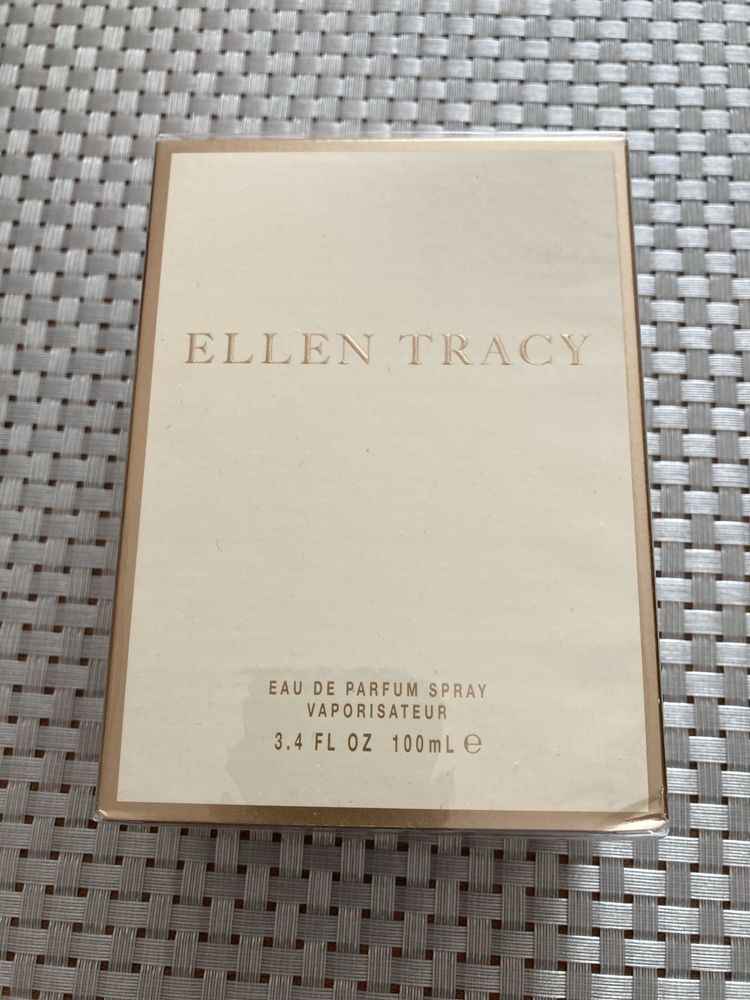 ELLEN TRACY
EAU DE PARFUM SPRAY
VAPORISATEUR
3.4 FL OZ 100mL ℮